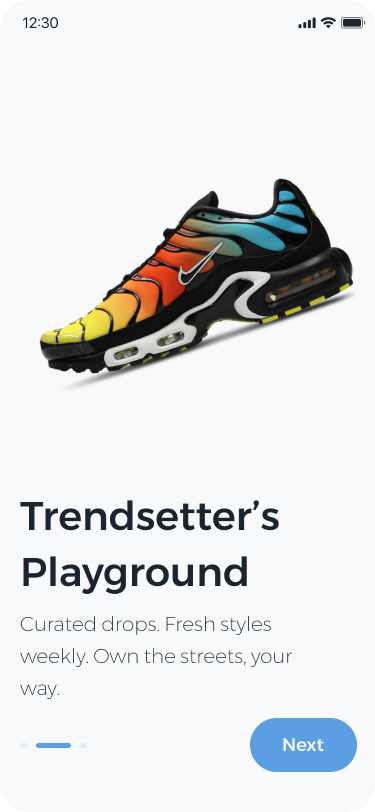 12:30
Trendsetter’s
Playground
Curated drops. Fresh styles
weekly. Own the streets, your
way.
Next